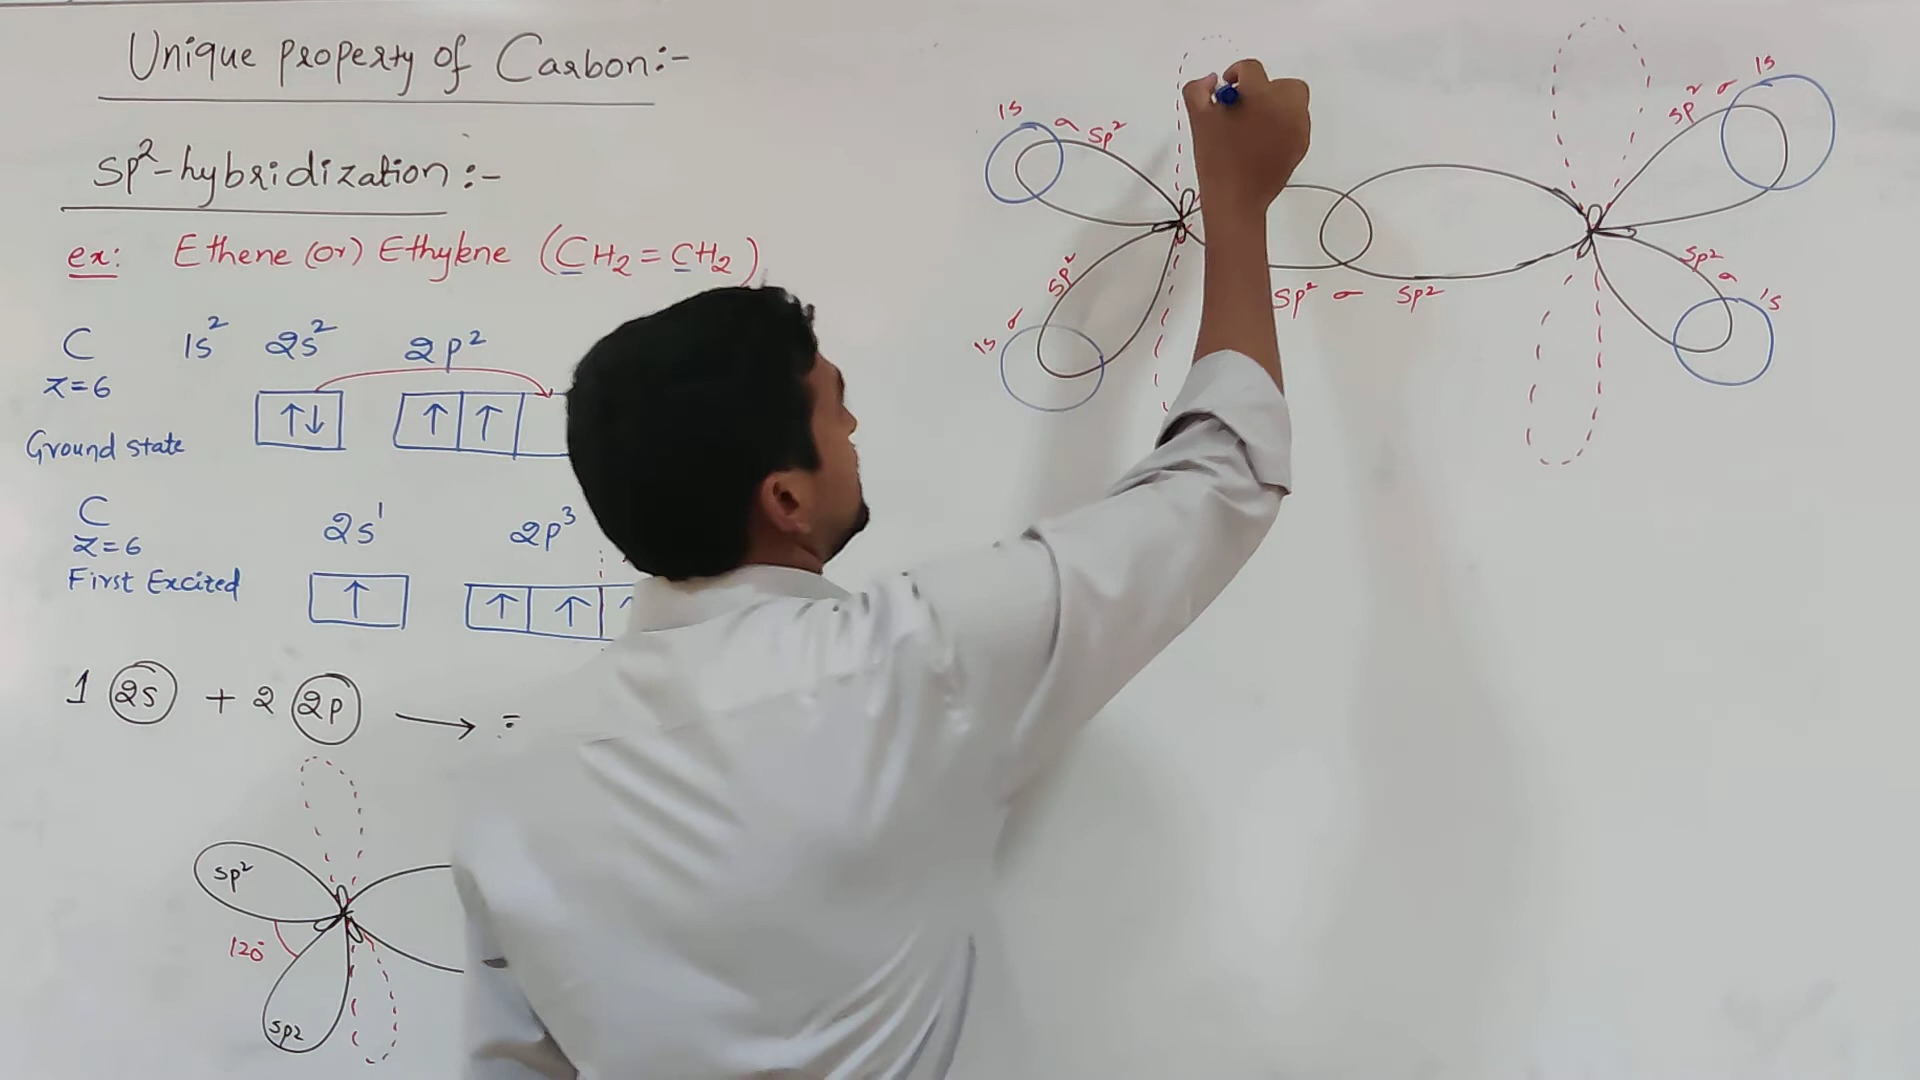 Unique property of Carbon:-
sp²-hybridization:-
ex: Ethene (or) Ethylene (CH2 = CH2)
C 1s² 2s² 2p²
Z=6
↑↓ ↑ ↑
Ground state
C 2s¹ 2p³
Z=6
First Excited
↑ ↑ ↑
1 2s + 2 2p →
sp²
120°
sp2
1s σ sp²
sp²
1s σ
sp² σ sp²
sp² σ 1s
sp² σ 1s